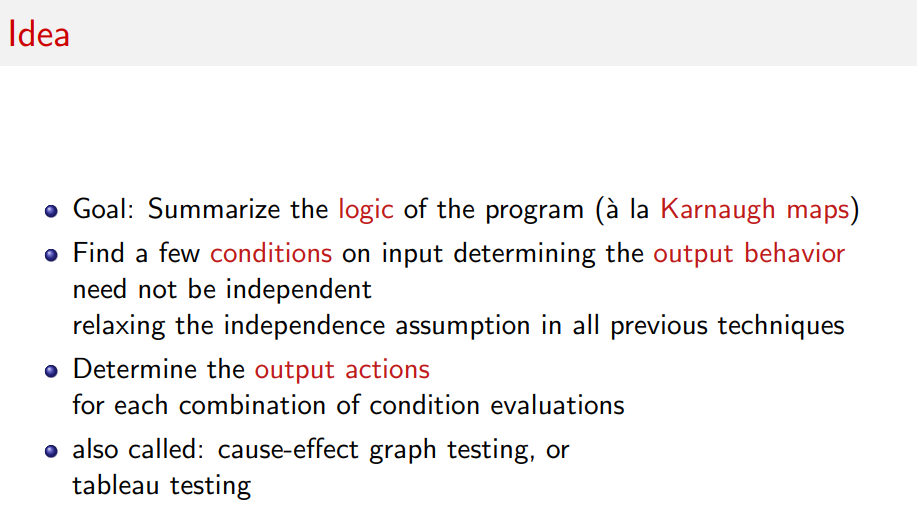 Idea
Goal: Summarize the logic of the program (à la Karnaugh maps)
Find a few conditions on input determining the output behavior
need not be independent
relaxing the independence assumption in all previous techniques
Determine the output actions
for each combination of condition evaluations
also called: cause-effect graph testing, or
tableau testing